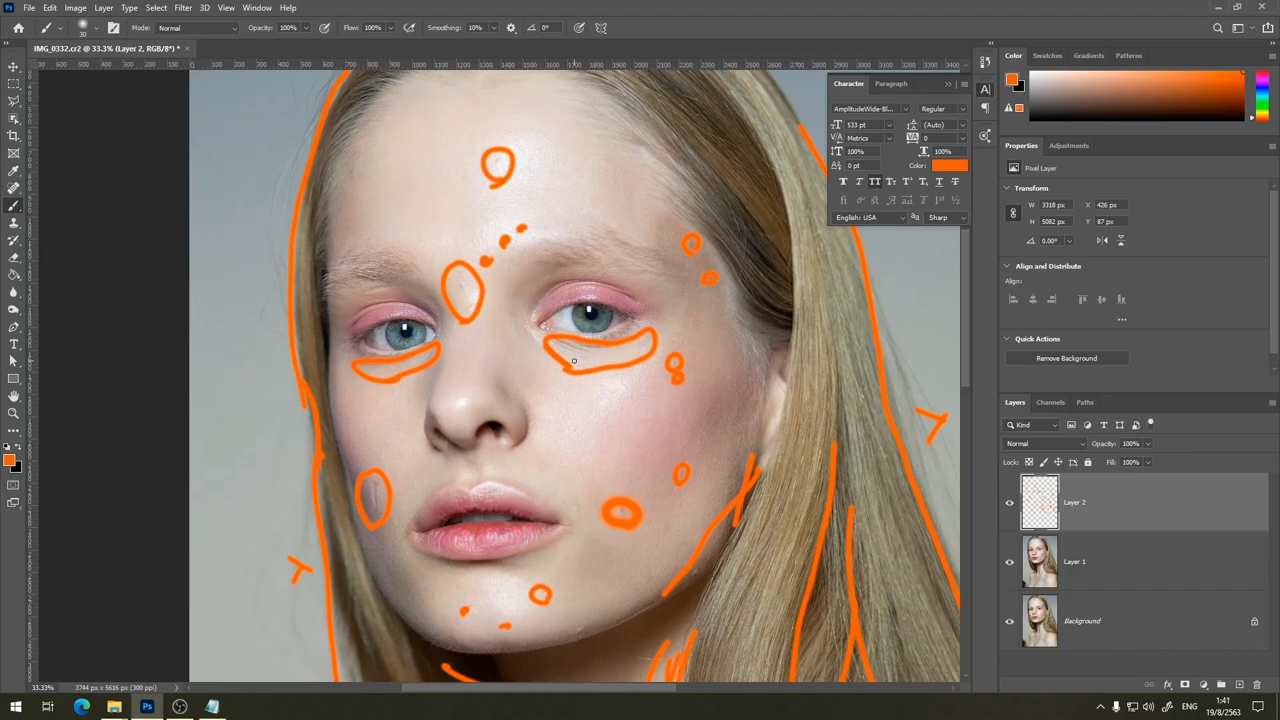 File Edit Image Layer Type Select Filter 3D View Window Help
30 Mode: Normal Opacity: 100% Flow: 100% Smoothing: 10% 0°
IMG_0332.cr2 @ 33.3% (Layer 2, RGB/8*) * ×
Color Swatches Gradients Patterns
Character Paragraph
AmplitudeWide-Bl... Regular
533 pt (Auto)
Metrics 0
100% 100%
0 pt Color:
English: USA Sharp
Properties Adjustments
Pixel Layer
Transform
W 3318 px X 426 px
H 5082 px Y 87 px
0.00°
Align and Distribute
Align:
Quick Actions
Remove Background
Layers Channels Paths
Kind
Normal Opacity: 100%
Lock: Fill: 100%
Layer 2
Layer 1
Background
33.33% 3744 px x 5616 px (300 ppi)
ENG 1:41
19/8/2563